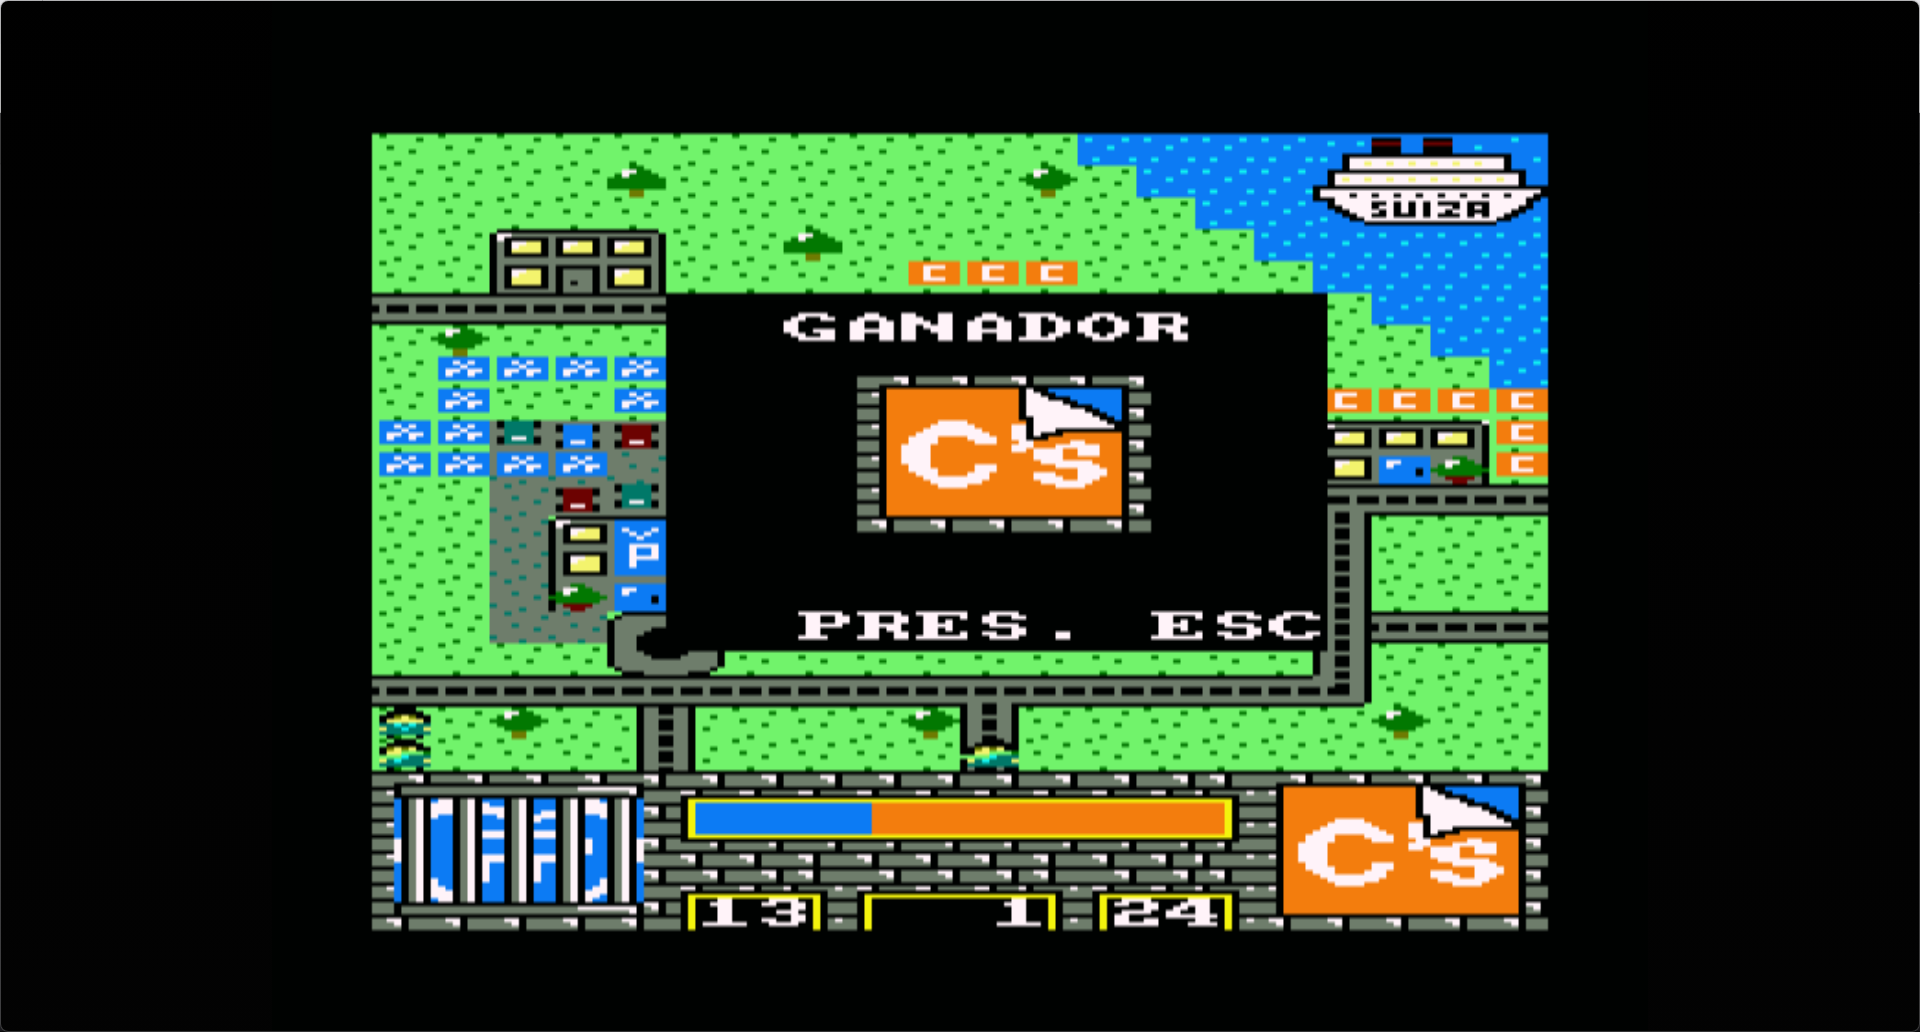 SUIZA
C C C
GANADOR
C C C C
C's
C
C
P
PRES. ESC
C's
13 1 24